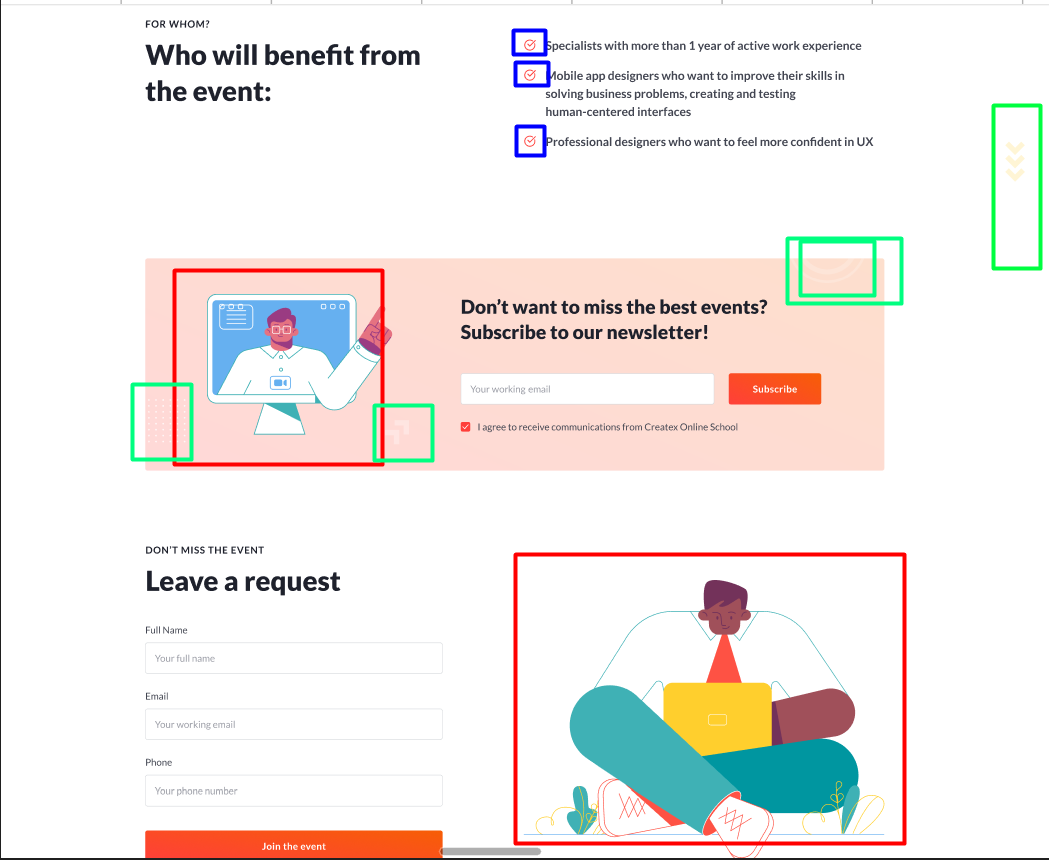 FOR WHOM?
Who will benefit from
the event:
Specialists with more than 1 year of active work experience
Mobile app designers who want to improve their skills in
solving business problems, creating and testing
human-centered interfaces
Professional designers who want to feel more confident in UX
Don't want to miss the best events?
Subscribe to our newsletter!
Your working email
Subscribe
I agree to receive communications from Createx Online School
DON'T MISS THE EVENT
Leave a request
Full Name
Your full name
Email
Your working email
Phone
Your phone number
Join the event